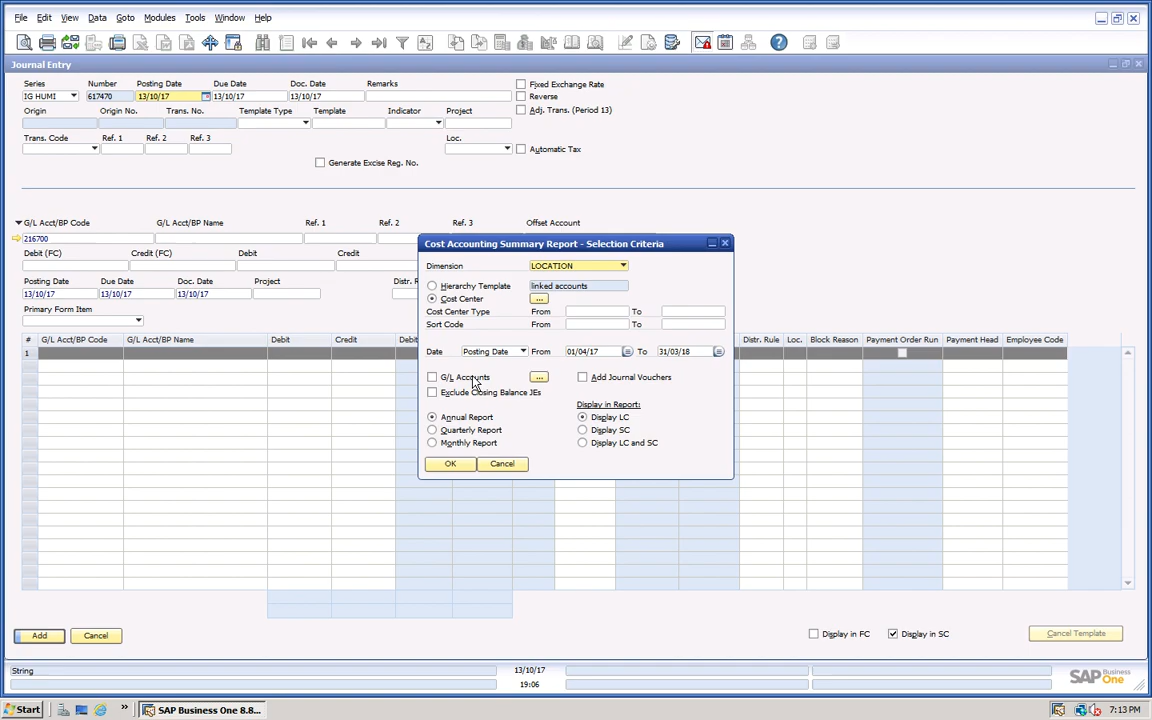 File Edit View Data Goto Modules Tools Window Help
Journal Entry
Series Number Posting Date Due Date Doc. Date Remarks Fixed Exchange Rate
IG HUMI 617470 13/10/17 13/10/17 13/10/17 Reverse
Origin Origin No. Trans. No. Template Type Template Indicator Project Adj. Trans. (Period 13)
Trans. Code Ref. 1 Ref. 2 Ref. 3 Loc.
Automatic Tax
Generate Excise Reg. No.
G/L Acct/BP Code G/L Acct/BP Name Ref. 1 Ref. 2 Ref. 3 Offset Account
216700
Debit (FC) Credit (FC) Debit Credit
Posting Date Due Date Doc. Date Project Distr. R
13/10/17 13/10/17 13/10/17
Primary Form Item
Cost Accounting Summary Report - Selection Criteria
Dimension LOCATION
Hierarchy Template linked accounts
Cost Center ...
Cost Center Type From To
Sort Code From To
Date Posting Date From 01/04/17 To 31/03/18
G/L Accounts ... Add Journal Vouchers
Exclude Closing Balance JEs
Display in Report:
Annual Report Display LC
Quarterly Report Display SC
Monthly Report Display LC and SC
OK Cancel
# G/L Acct/BP Code G/L Acct/BP Name Debit Credit Debit Distr. Rule Loc. Block Reason Payment Order Run Payment Head Employee Code
1
Add Cancel Display in FC Display in SC Cancel Template
String 13/10/17
19:06
SAP Business One
Start SAP Business One 8.8... 7:13 PM